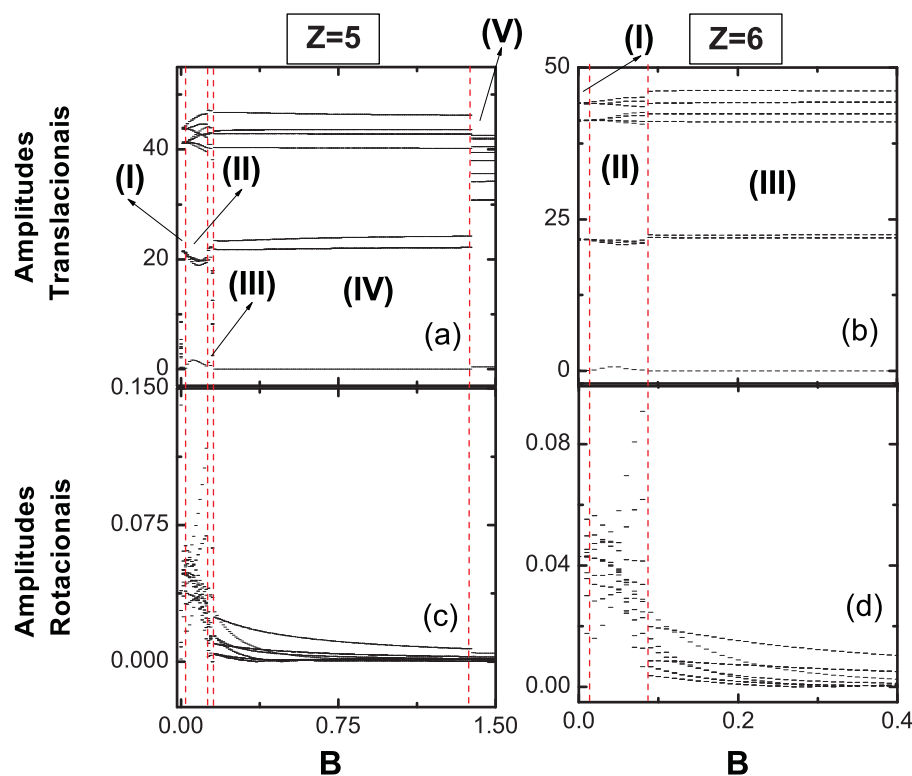 Z=5
(V)
(I)
Z=6
50
40
(I)
(II)
(II)
(III)
25
Amplitudes
Translacionais
20
(III)
(IV)
(a)
(b)
0
0
0.150
0.08
Amplitudes
Rotacionais
0.075
0.04
(c)
(d)
0.000
0.00
0.00
0.75
1.50
0.0
0.2
0.4
B
B